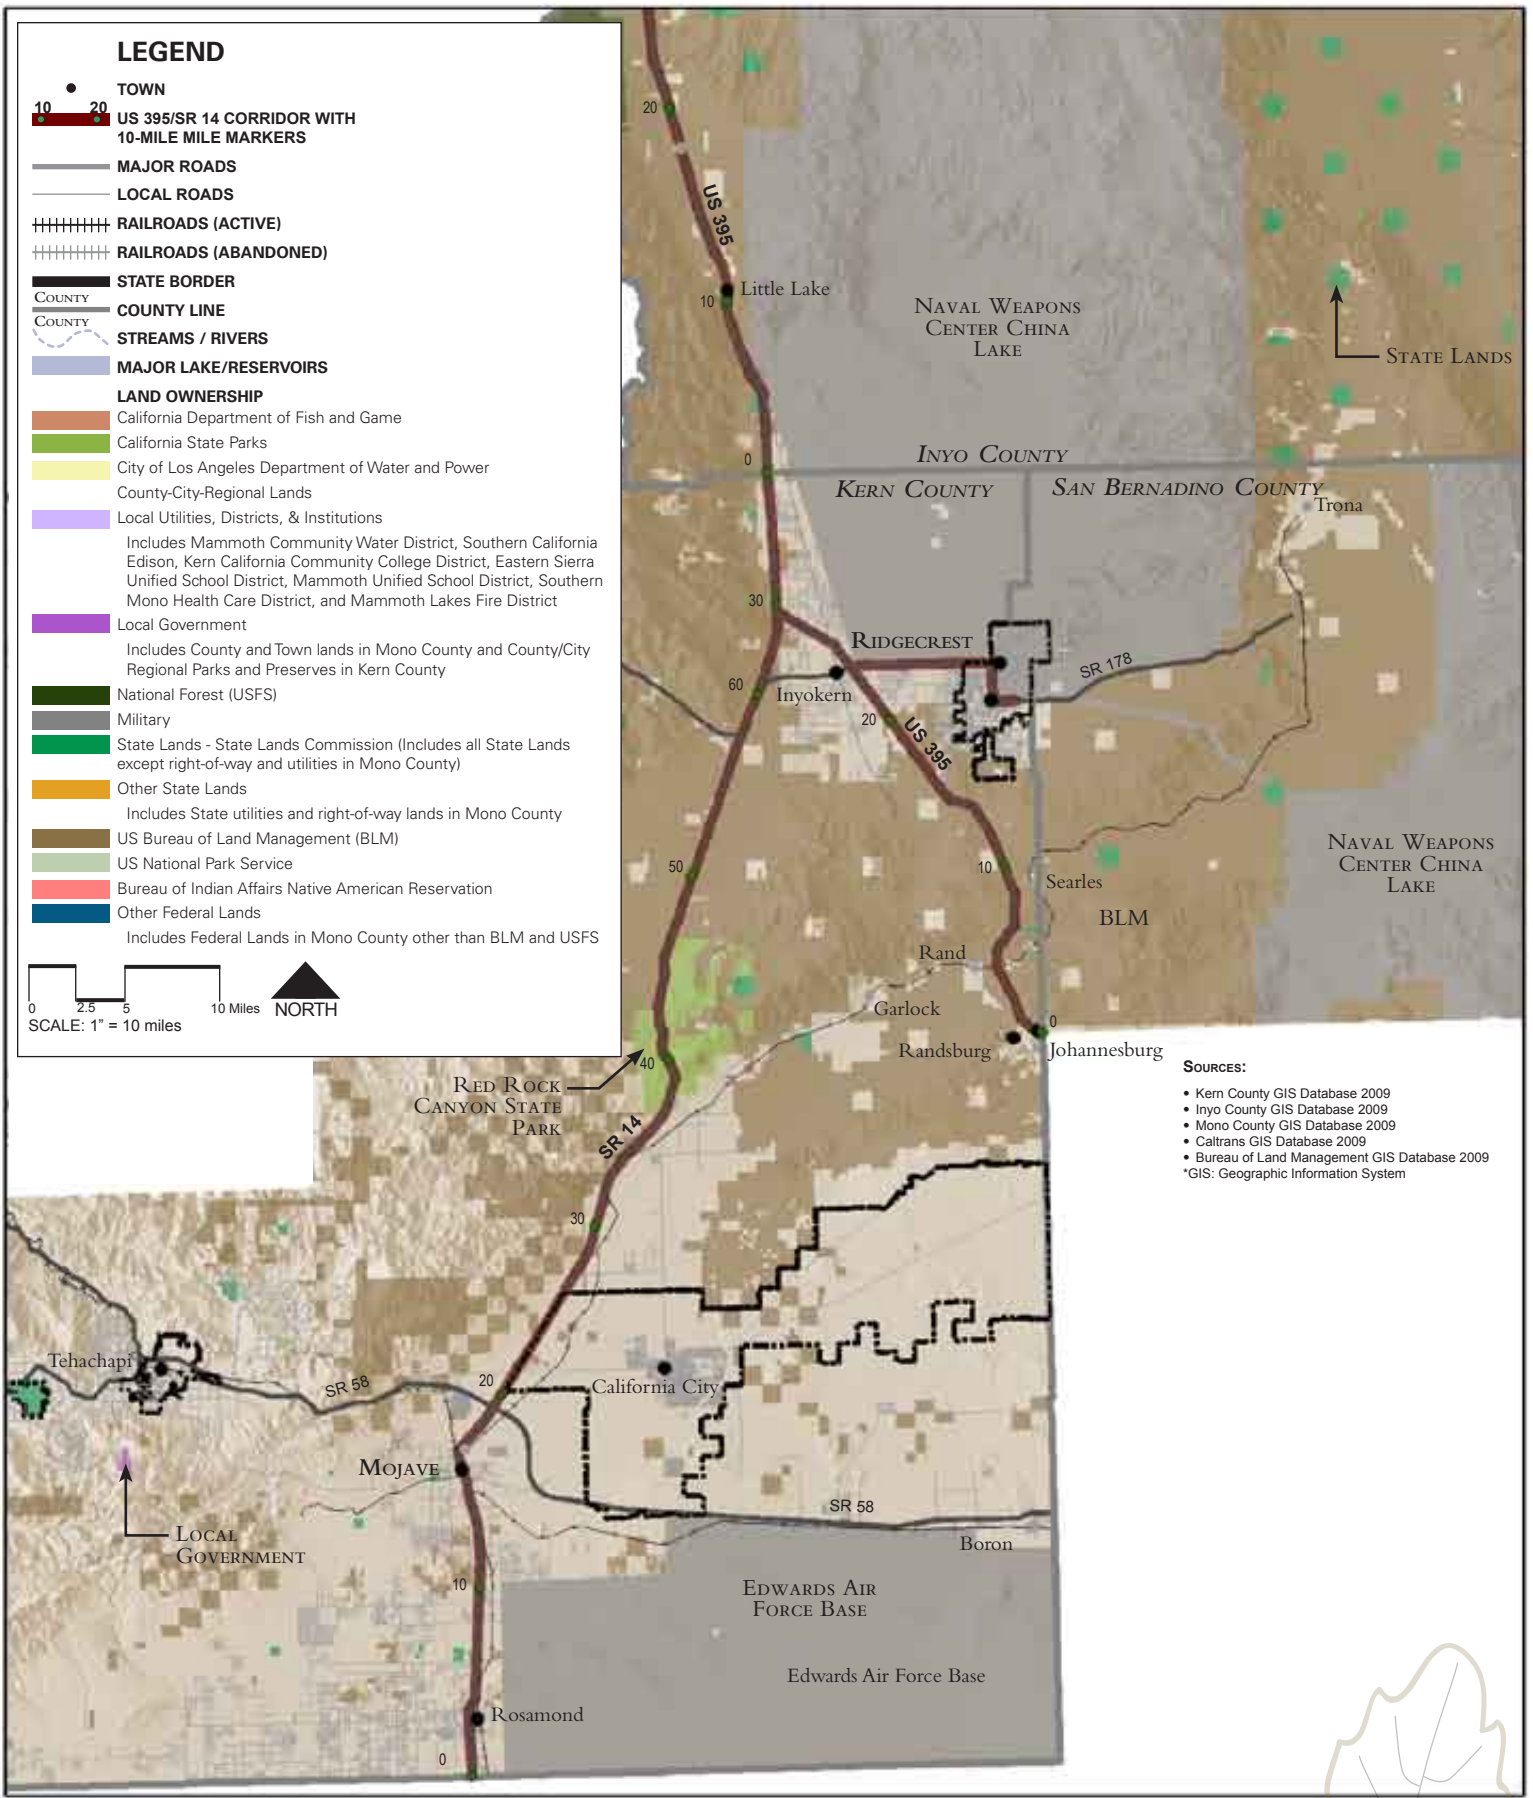 LEGEND
TOWN
10 20
US 395/SR 14 CORRIDOR WITH
10-MILE MILE MARKERS
MAJOR ROADS
LOCAL ROADS
RAILROADS (ACTIVE)
RAILROADS (ABANDONED)
STATE BORDER
COUNTY
COUNTY LINE
COUNTY
STREAMS / RIVERS
MAJOR LAKE/RESERVOIRS
LAND OWNERSHIP
California Department of Fish and Game
California State Parks
City of Los Angeles Department of Water and Power
County-City-Regional Lands
Local Utilities, Districts, & Institutions
Includes Mammoth Community Water District, Southern California
Edison, Kern California Community College District, Eastern Sierra
Unified School District, Mammoth Unified School District, Southern
Mono Health Care District, and Mammoth Lakes Fire District
Local Government
Includes County and Town lands in Mono County and County/City
Regional Parks and Preserves in Kern County
National Forest (USFS)
Military
State Lands - State Lands Commission (Includes all State Lands
except right-of-way and utilities in Mono County)
Other State Lands
Includes State utilities and right-of-way lands in Mono County
US Bureau of Land Management (BLM)
US National Park Service
Bureau of Indian Affairs Native American Reservation
Other Federal Lands
Includes Federal Lands in Mono County other than BLM and USFS
0 2.5 5 10 Miles
SCALE: 1" = 10 miles
NORTH
20
US 395
Little Lake
10
NAVAL WEAPONS
CENTER CHINA
LAKE
STATE LANDS
0
INYO COUNTY
KERN COUNTY
SAN BERNADINO COUNTY
Trona
30
RIDGECREST
SR 178
60
Inyokern
20
US 395
NAVAL WEAPONS
CENTER CHINA
LAKE
50
10
Searles
BLM
Rand
Garlock
0
Randsburg
Johannesburg
40
RED ROCK
CANYON STATE
PARK
SR 14
SOURCES:
• Kern County GIS Database 2009
• Inyo County GIS Database 2009
• Mono County GIS Database 2009
• Caltrans GIS Database 2009
• Bureau of Land Management GIS Database 2009
*GIS: Geographic Information System
30
Tehachapi
SR 58
20
California City
MOJAVE
SR 58
LOCAL
GOVERNMENT
Boron
10
EDWARDS AIR
FORCE BASE
Edwards Air Force Base
Rosamond
0